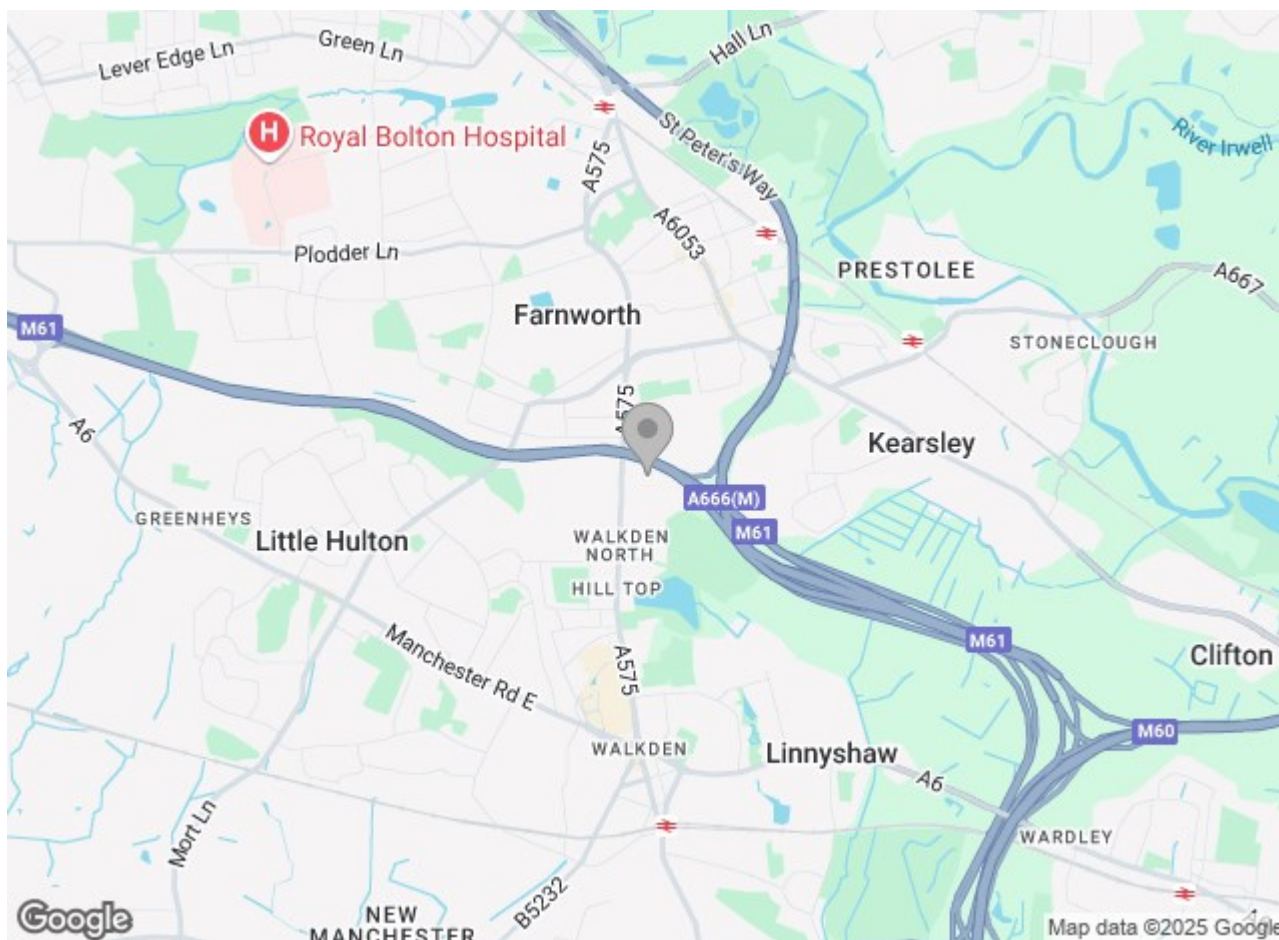 Lever Edge Ln
Green Ln
Hall Ln
H
Royal Bolton Hospital
St Peter's Way
River Irwell
A575
A6053
Plodder Ln
PRESTOLEE
A667
M61
Farnworth
STONECLOUGH
A575
A6
Kearsley
A666(M)
GREENHEYS
M61
Little Hulton
WALKDEN
NORTH
HILL TOP
M61
Manchester Rd E
A575
Clifton
M60
WALKDEN
Linnyshaw
A6
Mort Ln
WARDLEY
B5232
Google
NEW
MANCHESTER
Map data ©2025 Google